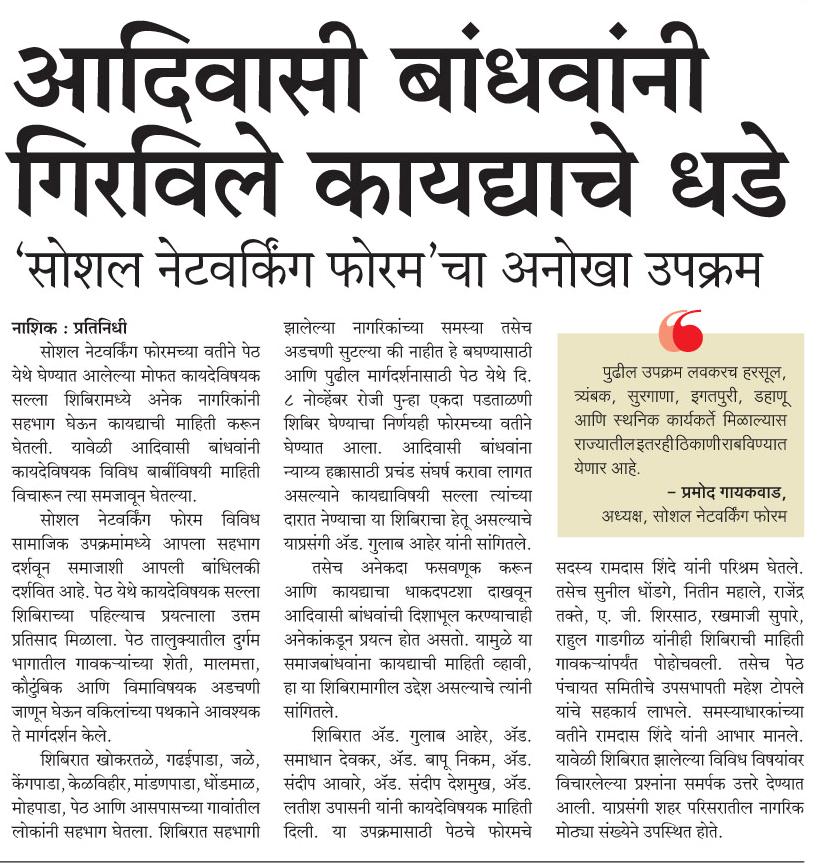 आदिवासी बांधवांनी
गिरविले कायद्याचे धडे
‘सोशल नेटवर्किंग फोरम’चा अनोखा उपक्रम
नाशिक : प्रतिनिधी
सोशल नेटवर्किंग फोरमच्या वतीने पेठ
येथे घेण्यात आलेल्या मोफत कायदेविषयक
सल्ला शिबिरामध्ये अनेक नागरिकांनी
सहभाग घेऊन कायद्याची माहिती करून
घेतली. यावेळी आदिवासी बांधवांनी
कायदेविषयक विविध बाबींविषयी माहिती
विचारून त्या समजावून घेतल्या.
सोशल नेटवर्किंग फोरम विविध
सामाजिक उपक्रमांमध्ये आपला सहभाग
दर्शवून समाजाशी आपली बांधिलकी
दर्शवित आहे. पेठ येथे कायदेविषयक सल्ला
शिबिराच्या पहिल्याच प्रयत्नाला उत्तम
प्रतिसाद मिळाला. पेठ तालुक्यातील दुर्गम
भागातील गावकऱ्यांच्या शेती, मालमत्ता,
कौटुंबिक आणि विमाविषयक अडचणी
जाणून घेऊन वकिलांच्या पथकाने आवश्यक
ते मार्गदर्शन केले.
शिबिरात खोकरतळे, गढईपाडा, जळे,
केंगपाडा, केळविहीर, मांडणपाडा, धोंडमाळ,
मोहपाडा, पेठ आणि आसपासच्या गावांतील
लोकांनी सहभाग घेतला. शिबिरात सहभागी
झालेल्या नागरिकांच्या समस्या तसेच
अडचणी सुटल्या की नाहीत हे बघण्यासाठी
आणि पुढील मार्गदर्शनासाठी पेठ येथे दि.
८ नोव्हेंबर रोजी पुन्हा एकदा पडताळणी
शिबिर घेण्याचा निर्णयही फोरमच्या वतीने
घेण्यात आला. आदिवासी बांधवांना
न्याय्य हक्कासाठी प्रचंड संघर्ष करावा लागत
असल्याने कायद्याविषयी सल्ला त्यांच्या
दारात नेण्याचा या शिबिराचा हेतू असल्याचे
याप्रसंगी अ‍ॅड. गुलाब आहेर यांनी सांगितले.
तसेच अनेकदा फसवणूक करून
आणि कायद्याचा धाकदपटशा दाखवून
आदिवासी बांधवांची दिशाभूल करण्याचाही
अनेकांकडून प्रयत्न होत असतो. यामुळे या
समाजबांधवांना कायद्याची माहिती व्हावी,
हा या शिबिरामागील उद्देश असल्याचे त्यांनी
सांगितले.
शिबिरात अ‍ॅड. गुलाब आहेर, अ‍ॅड.
समाधान देवकर, अ‍ॅड. बापू निकम, अ‍ॅड.
संदीप आवारे, अ‍ॅड. संदीप देशमुख, अ‍ॅड.
लतीश उपासनी यांनी कायदेविषयक माहिती
दिली. या उपक्रमासाठी पेठचे फोरमचे
पुढील उपक्रम लवकरच हरसूल,
त्र्यंबक, सुरगाणा, इगतपुरी, डहाणू
आणि स्थनिक कार्यकर्ते मिळाल्यास
राज्यातील इतरही ठिकाणी राबविण्यात
येणार आहे.
– प्रमोद गायकवाड,
अध्यक्ष, सोशल नेटवर्किंग फोरम
सदस्य रामदास शिंदे यांनी परिश्रम घेतले.
तसेच सुनील धोंडगे, नितीन महाले, राजेंद्र
तक्ते, ए. जी. शिरसाठ, रखमाजी सुपारे,
राहुल गाडगीळ यांनीही शिबिराची माहिती
गावकऱ्यांपर्यंत पोहोचवली. तसेच पेठ
पंचायत समितीचे उपसभापती महेश टोपले
यांचे सहकार्य लाभले. समस्याधारकांच्या
वतीने रामदास शिंदे यांनी आभार मानले.
यावेळी शिबिरात झालेल्या विविध विषयांवर
विचारलेल्या प्रश्नांना समर्पक उत्तरे देण्यात
आली. याप्रसंगी शहर परिसरातील नागरिक
मोठ्या संख्येने उपस्थित होते.